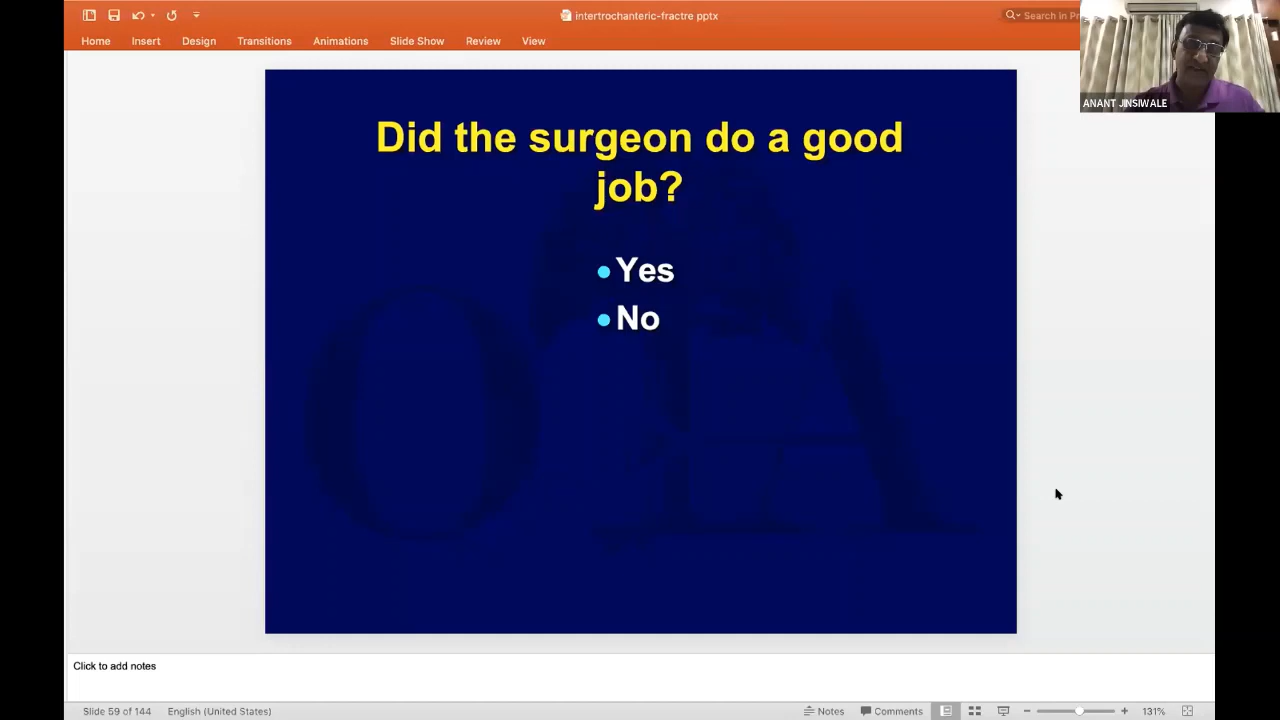 intertrochanteric-fractre pptx
Search in Pr
Home Insert Design Transitions Animations Slide Show Review View
ANANT JINSIWALE
Did the surgeon do a good
job?
Yes
No
OTA
Click to add notes
Slide 59 of 144 English (United States) Notes Comments 131%